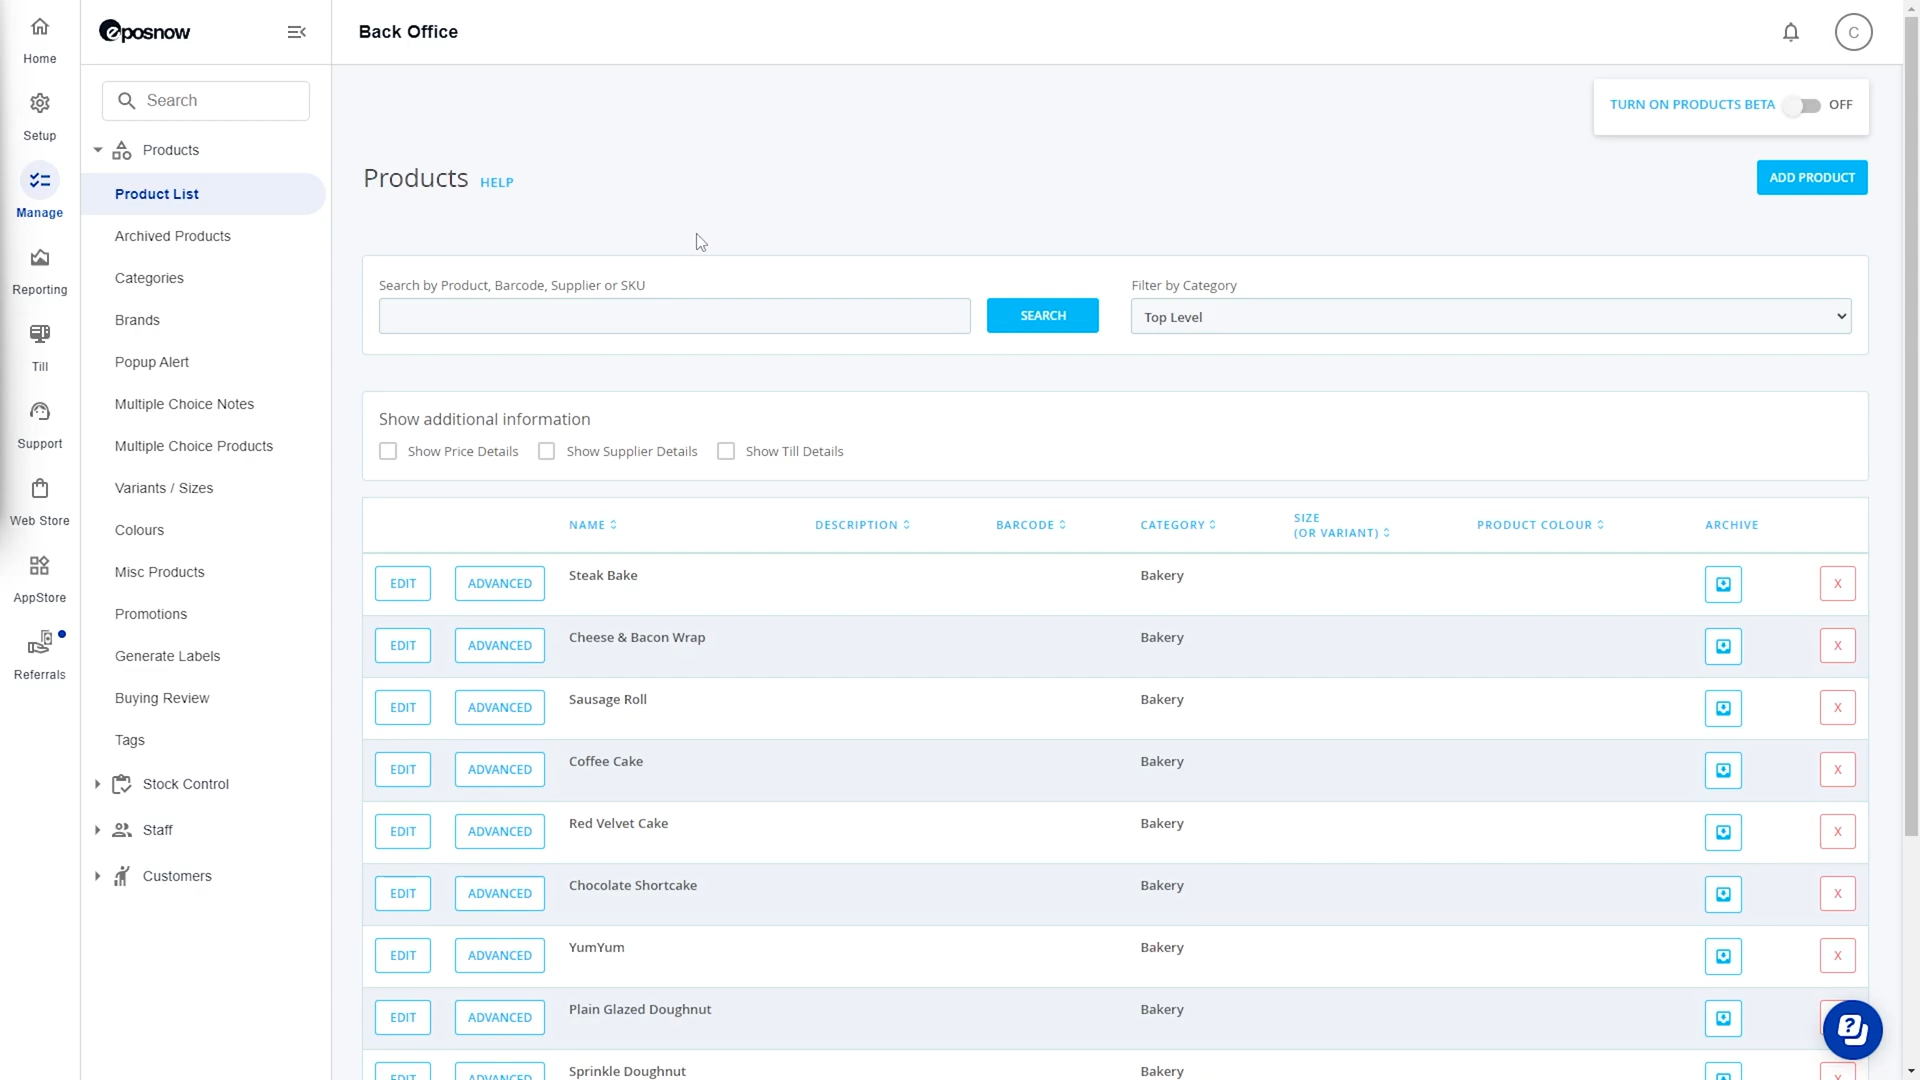 Home
Setup
Manage
Reporting
Till
Support
Web Store
AppStore
Referrals
eposnow
Search
Products
Product List
Archived Products
Categories
Brands
Popup Alert
Multiple Choice Notes
Multiple Choice Products
Variants / Sizes
Colours
Misc Products
Promotions
Generate Labels
Buying Review
Tags
Stock Control
Staff
Customers
Back Office
C
TURN ON PRODUCTS BETA OFF
Products HELP
ADD PRODUCT
Search by Product, Barcode, Supplier or SKU
SEARCH
Filter by Category
Top Level
Show additional information
Show Price Details Show Supplier Details Show Till Details
NAME DESCRIPTION BARCODE CATEGORY SIZE
(OR VARIANT) PRODUCT COLOUR ARCHIVE
EDIT ADVANCED Steak Bake Bakery X
EDIT ADVANCED Cheese & Bacon Wrap Bakery X
EDIT ADVANCED Sausage Roll Bakery X
EDIT ADVANCED Coffee Cake Bakery X
EDIT ADVANCED Red Velvet Cake Bakery X
EDIT ADVANCED Chocolate Shortcake Bakery X
EDIT ADVANCED YumYum Bakery X
EDIT ADVANCED Plain Glazed Doughnut Bakery
EDIT ADVANCED Sprinkle Doughnut Bakery X